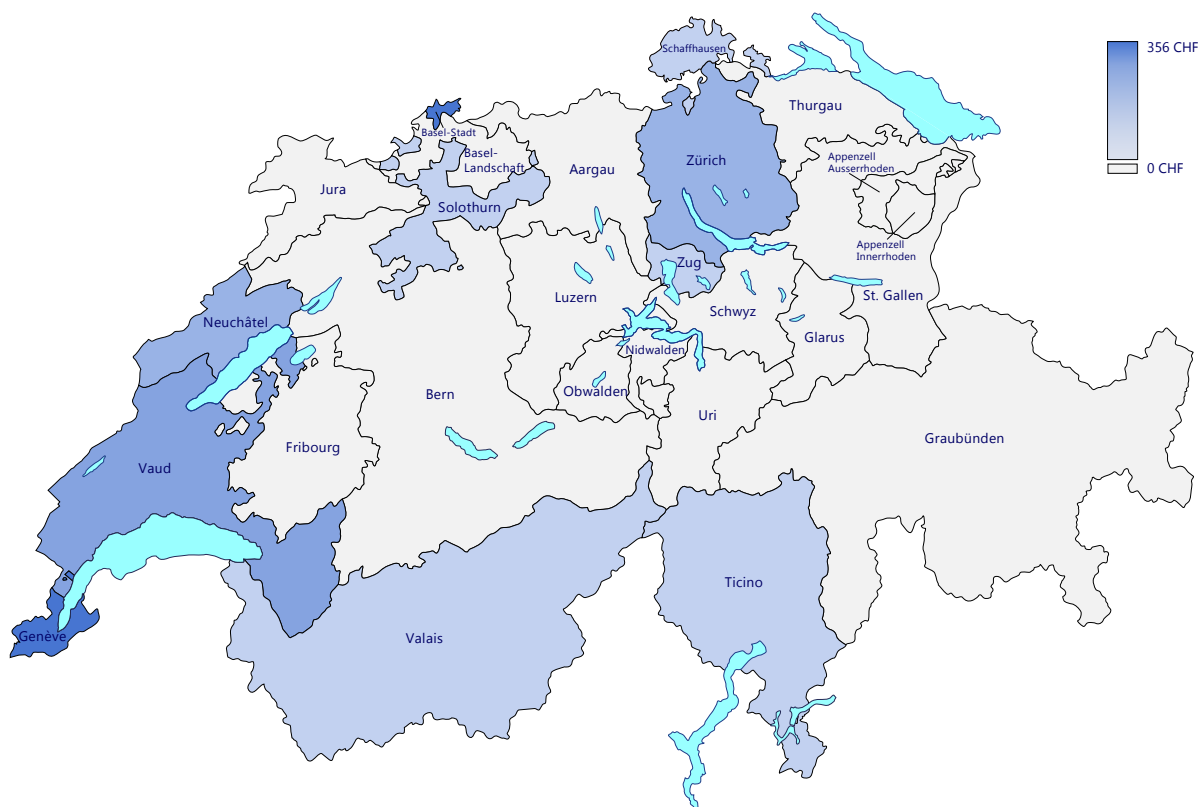 Schaffhausen
356 CHF
0 CHF
Thurgau
Basel-Stadt
Basel-
Landschaft
Aargau
Zürich
Appenzell
Ausserrhoden
Jura
Solothurn
Appenzell
Innerrhoden
Zug
Luzern
Schwyz
St. Gallen
Neuchâtel
Glarus
Nidwalden
Obwalden
Bern
Uri
Graubünden
Fribourg
Vaud
Ticino
Genève
Valais